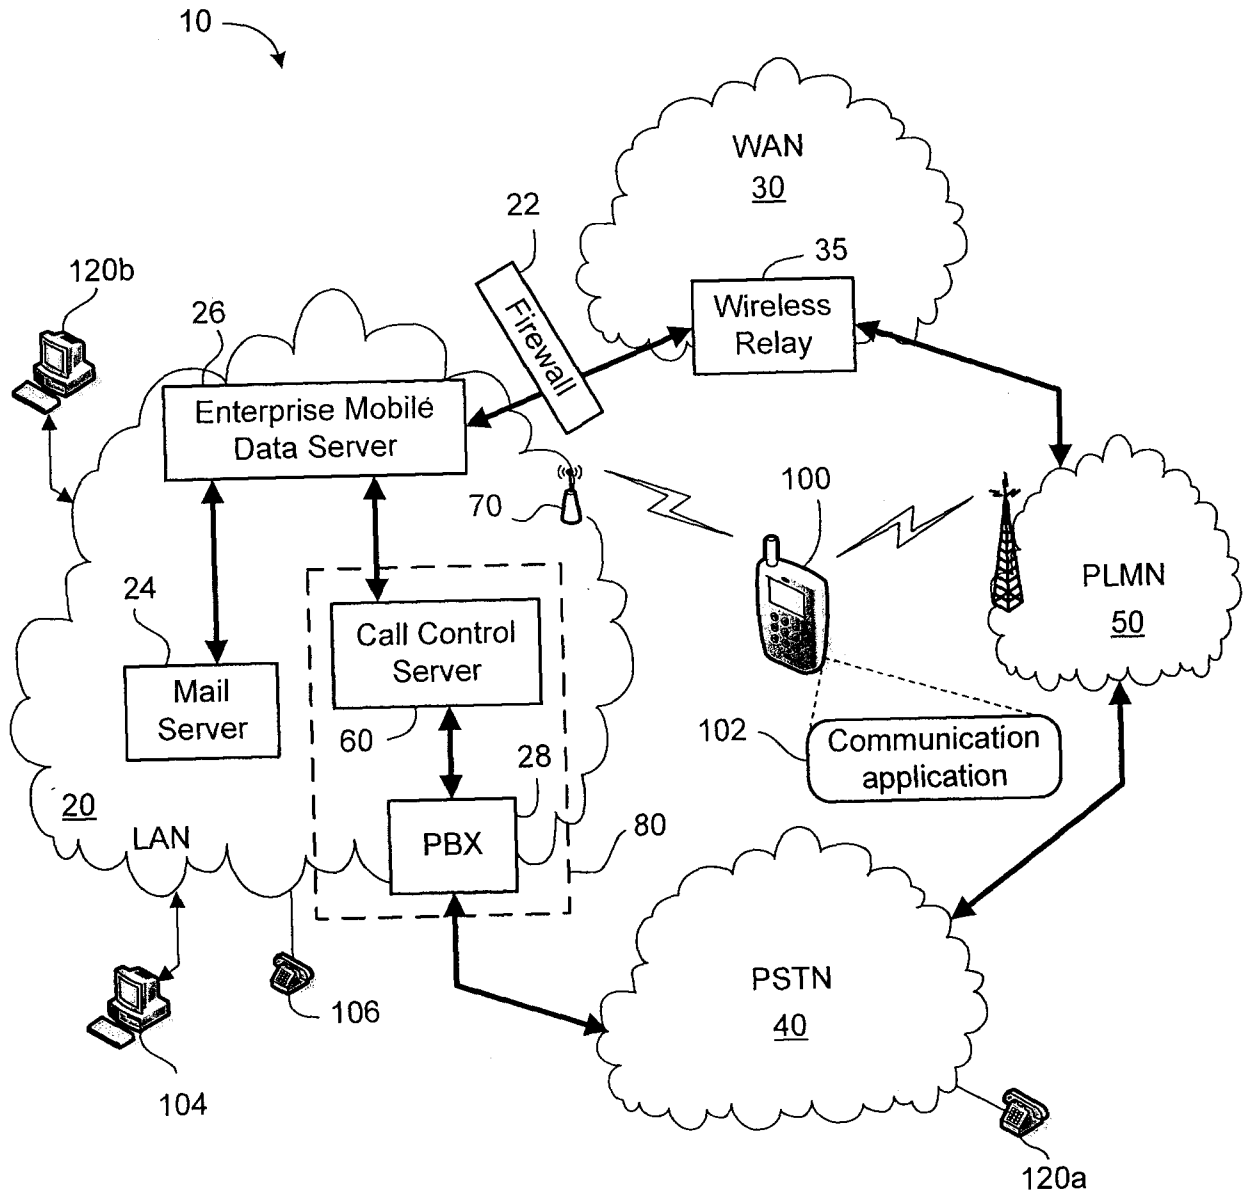 10
WAN
30
22
35
120b
Wireless
Relay
26
Firewall
Enterprise Mobile
Data Server
100
70
PLMN
50
24
Call Control
Server
Mail
Server
60
102
Communication
application
28
20
LAN
PBX
80
PSTN
40
106
104
120a